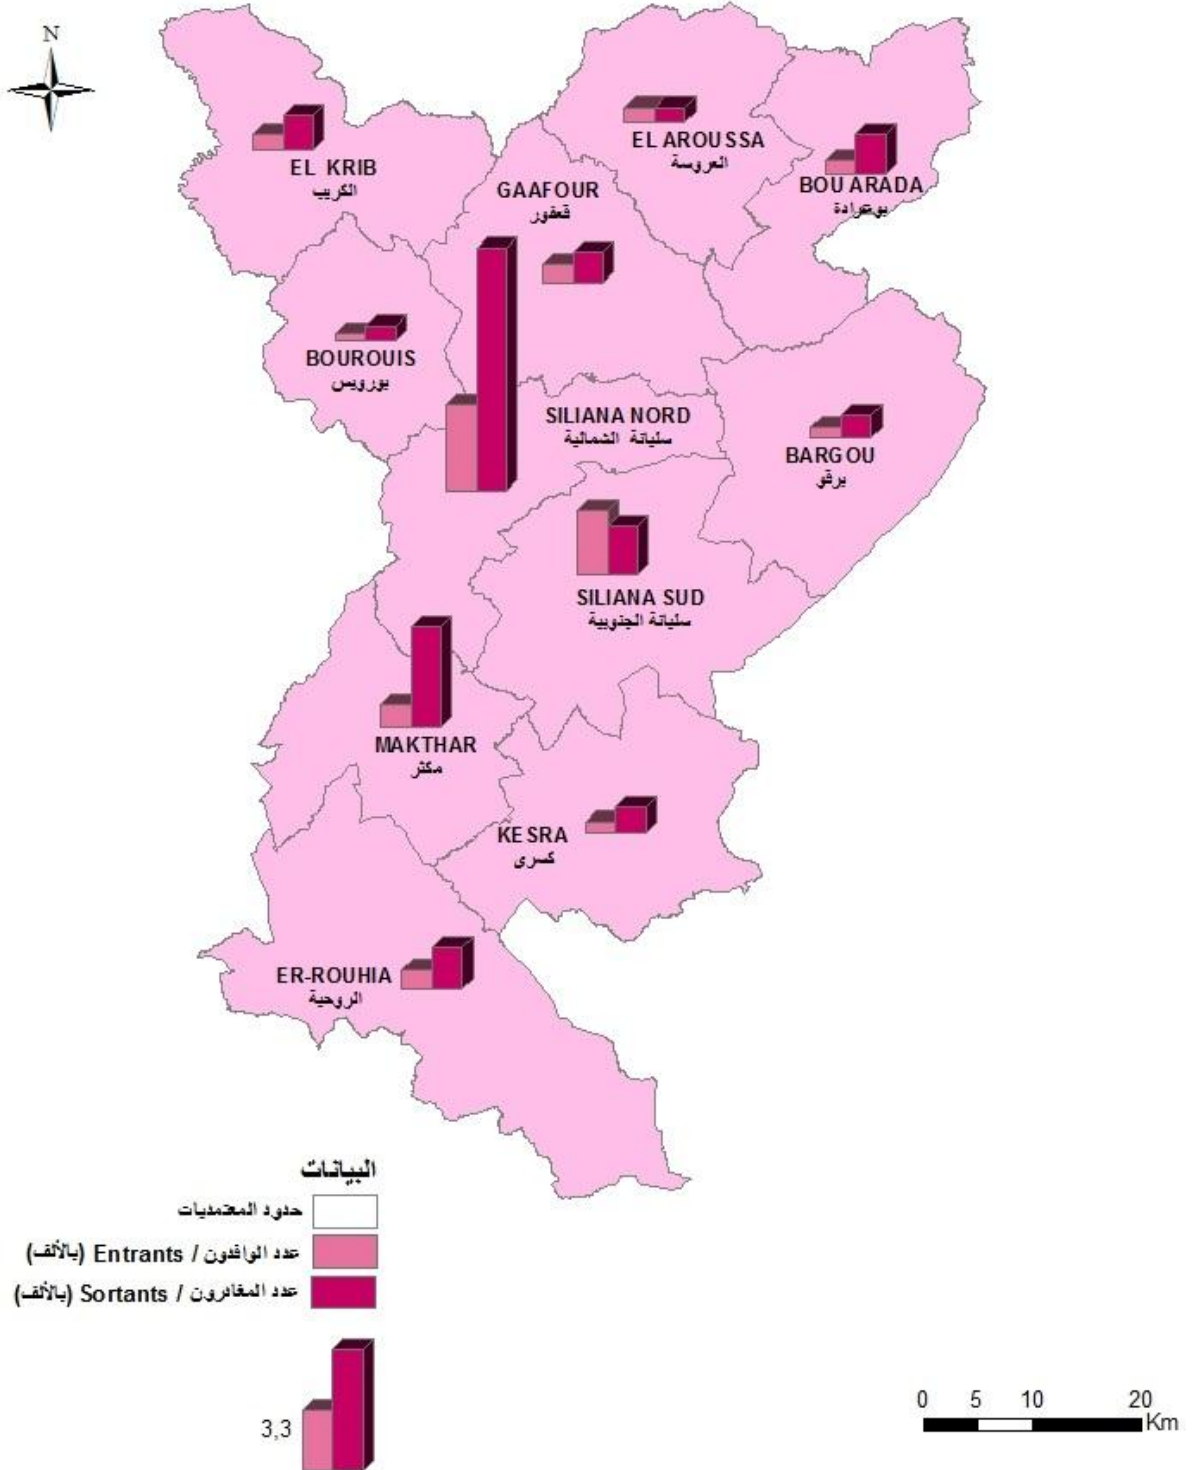 N
EL AROUSSA
العروسة
EL KRIB
الكريب
BOU ARADA
بوعرادة
GAAFOUR
قعفور
BOUROUIS
بورويس
SILIANA NORD
سليانة الشمالية
BARGOU
برقو
SILIANA SUD
سليانة الجنوبية
MAKTHAR
مكثر
KESRA
كسرى
ER-ROUHIA
الروحية
البيانات
حدود المعتمديات
عدد الوافدون / Entrants (بالألف)
عدد المغادرون / Sortants (بالألف)
3,3
0 5 10 20
Km